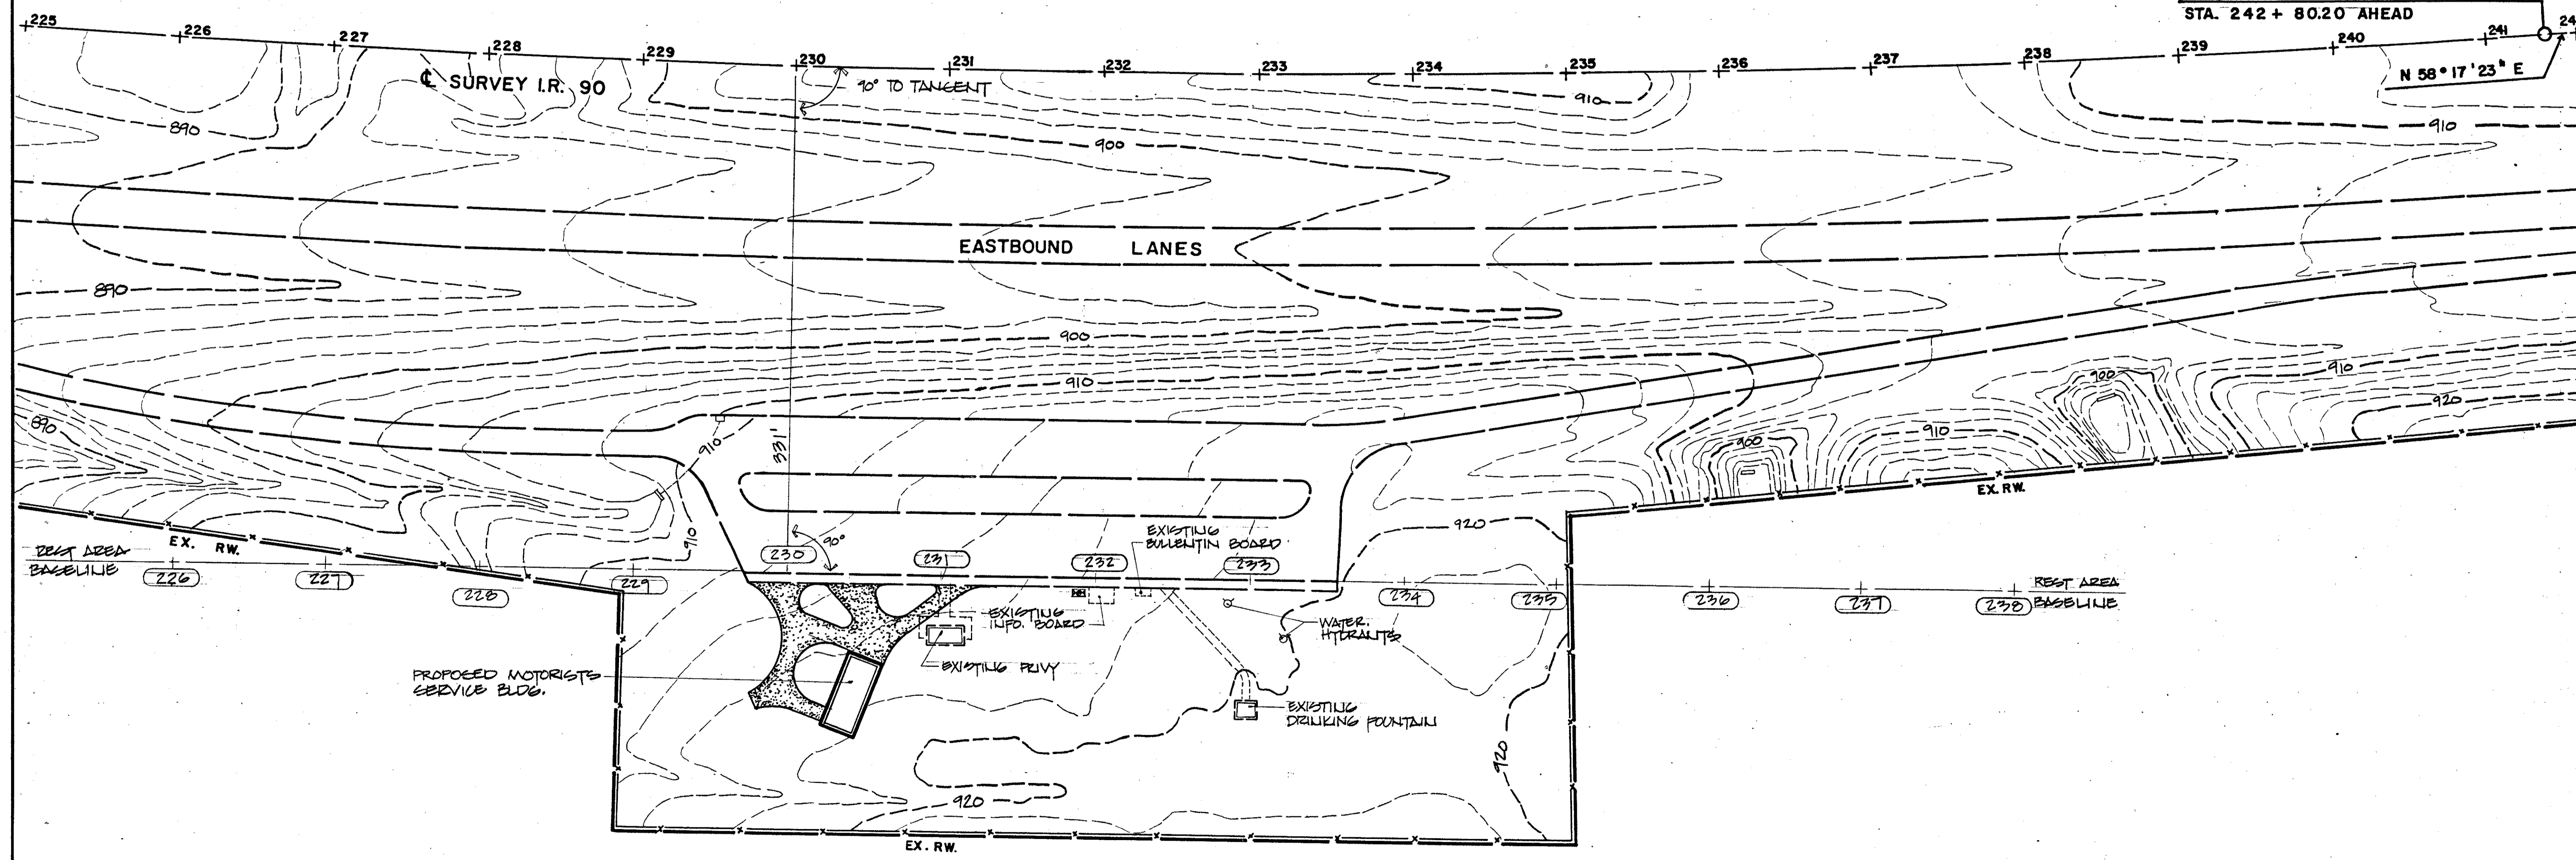 STA. 242 + 80.20 AHEAD
225
226
227
228
229
230
231
232
233
234
235
236
237
238
239
240
241
24
℄ SURVEY I.R. 90
90° TO TANGENT
N 58° 17' 23" E
890
900
910
910
EASTBOUND LANES
890
900
910
900
910
920
890
910
331'
900
910
EX. RW.
920
EX. RW.
910
90°
EXISTING
BULLENTIN BOARD
REST AREA
BASELINE
226
227
228
229
230
231
232
233
234
235
236
237
238
REST AREA
BASELINE
EXISTING
INFO. BOARD
WATER
HYDRANTS
EXISTING PRIVY
PROPOSED MOTORISTS
SERVICE BLDG.
EXISTING
DRINKING FOUNTAIN
920
920
EX. RW.